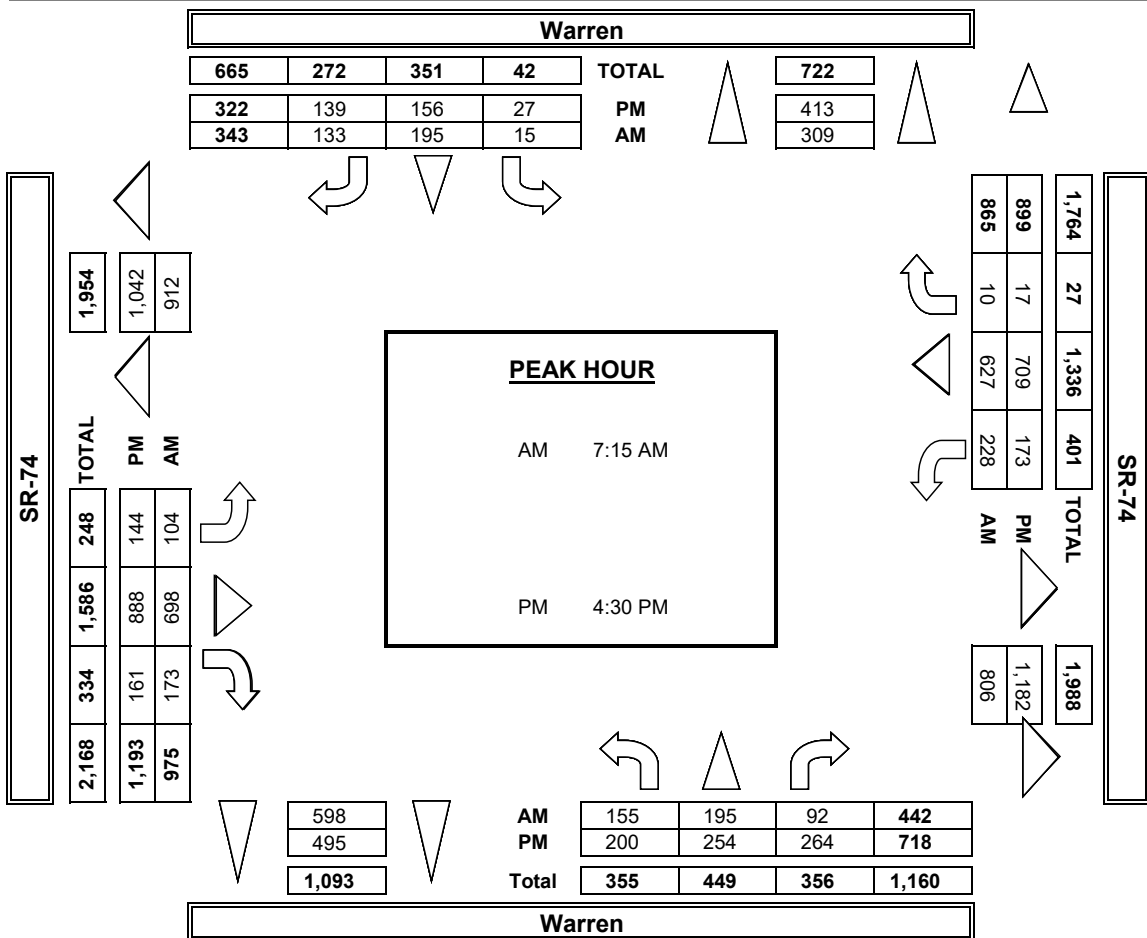 Warren
665 272 351 42 TOTAL 722
322 139 156 27 PM 413
343 133 195 15 AM 309
SR-74
1,954
1,042
912
TOTAL 248 1,586 334 2,168
PM 144 888 161 1,193
AM 104 698 173 975
PEAK HOUR
AM 7:15 AM
PM 4:30 PM
1,764 27 1,336 401 TOTAL
899 17 709 173 PM
865 10 627 228 AM
1,988
1,182
806
SR-74
598 AM 155 195 92 442
495 PM 200 254 264 718
1,093 Total 355 449 356 1,160
Warren